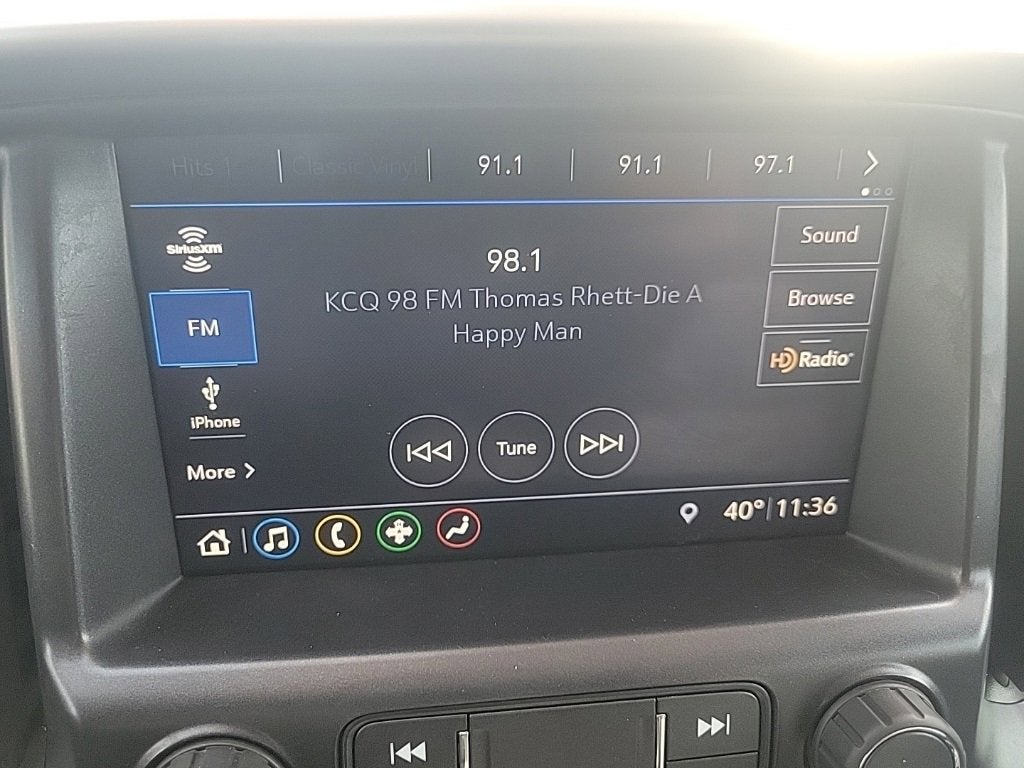 Hits 1 Classic Vinyl 91.1 91.1 97.1
SiriusXM
FM
iPhone
More
98.1
KCQ 98 FM Thomas Rhett-Die A
Happy Man
Tune
Sound
Browse
HD Radio
40° 11:36